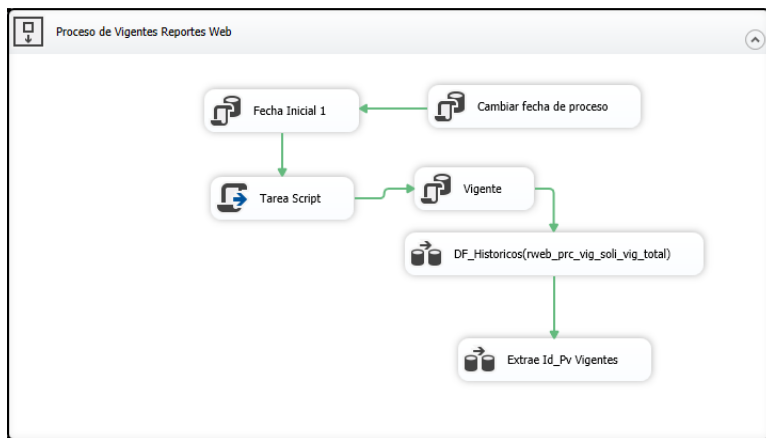 Proceso de Vigentes Reportes Web
Fecha Inicial 1
Cambiar fecha de proceso
Tarea Script
Vigente
DF_Historicos(rweb_prc_vig_soli_vig_total)
Extrae Id_Pv Vigentes